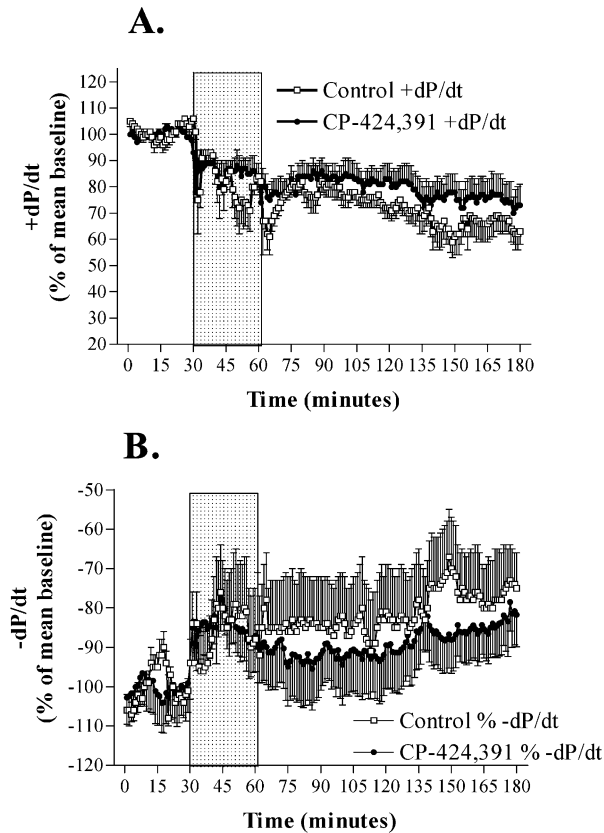 A.
120
110
100
90
80
70
60
50
40
30
20
+dP/dt
(% of mean baseline)
Control +dP/dt
CP-424,391 +dP/dt
0 15 30 45 60 75 90 105 120 135 150 165 180
Time (minutes)
B.
-50
-60
-70
-80
-90
-100
-110
-120
-dP/dt
(% of mean baseline)
Control % -dP/dt
CP-424,391 % -dP/dt
0 15 30 45 60 75 90 105 120 135 150 165 180
Time (minutes)